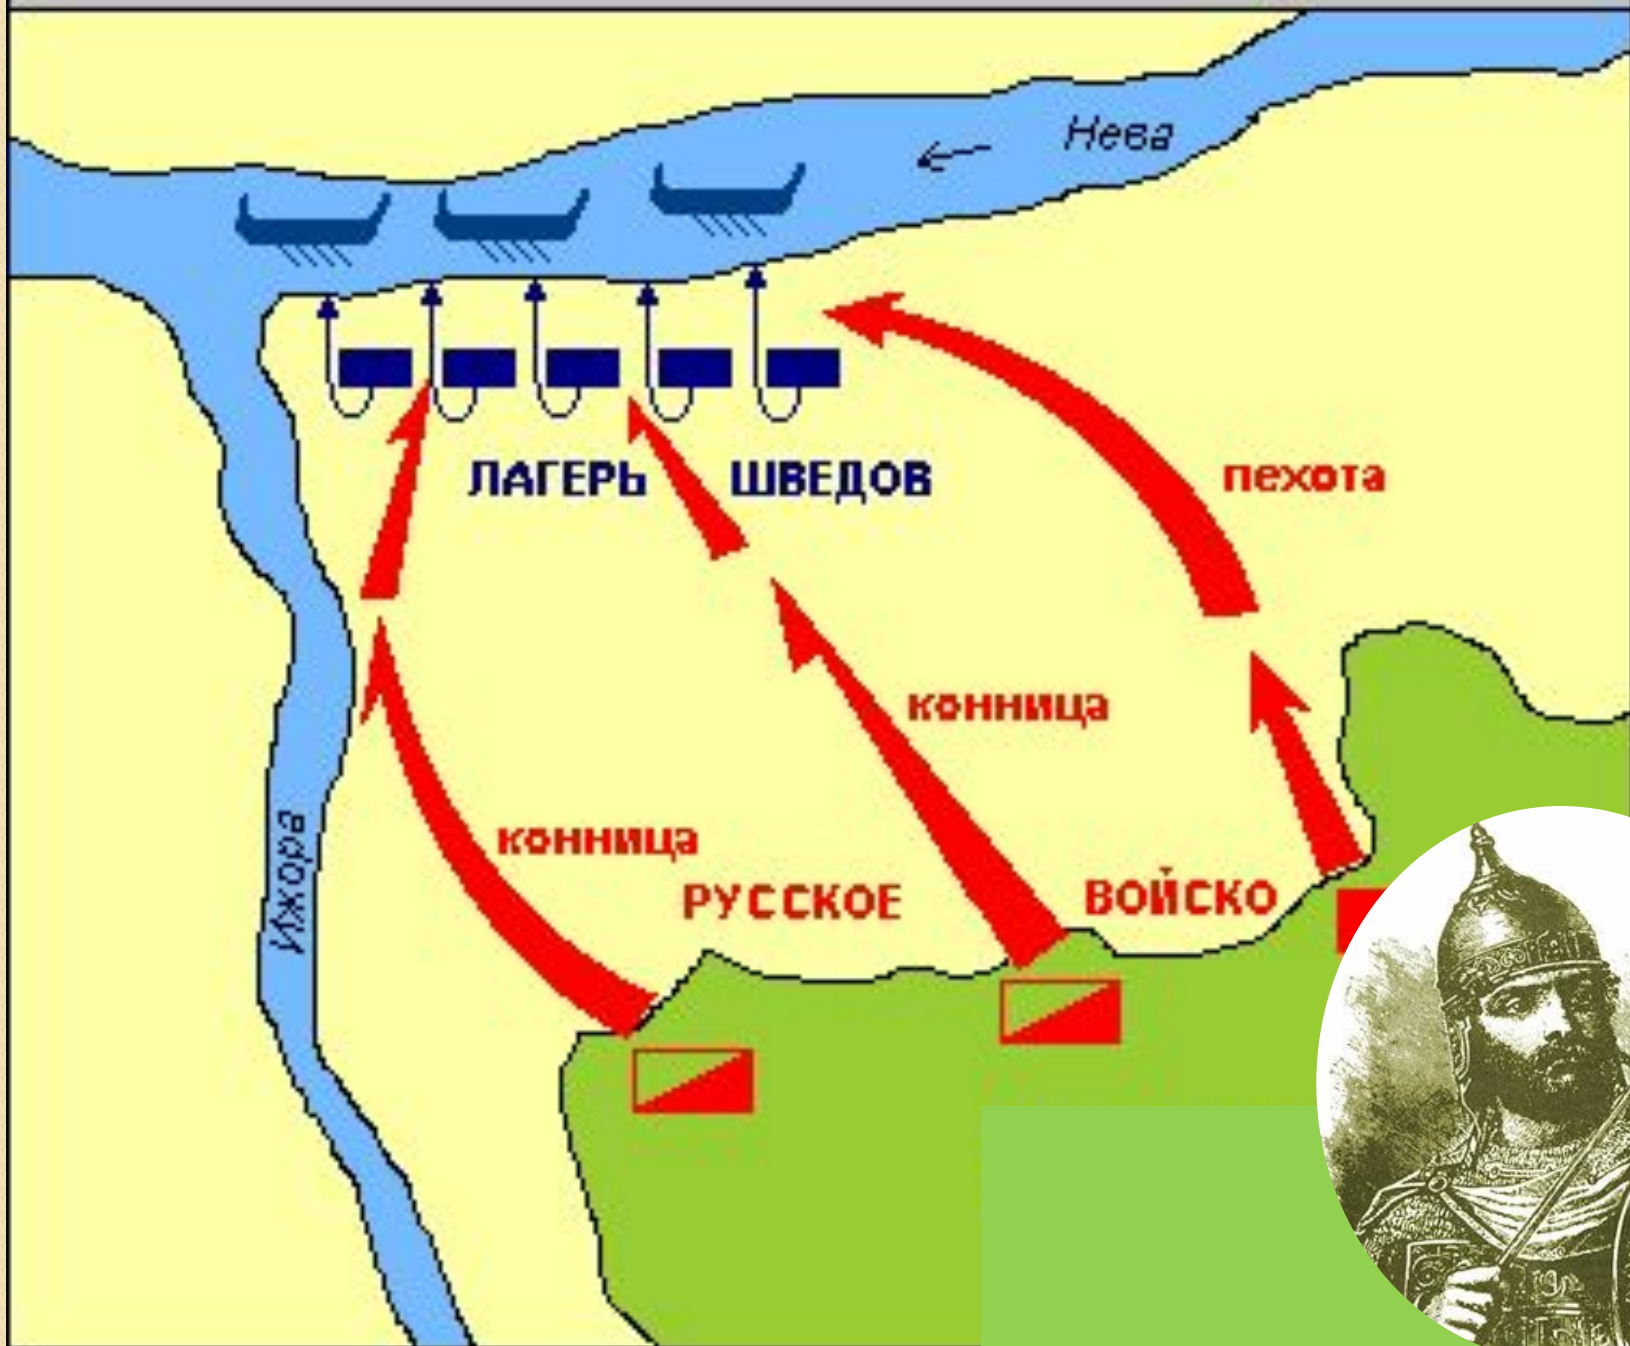 Нева
ЛАГЕРЬ ШВЕДОВ
пехота
конница
конница
РУССКОЕ ВОЙСКО
Ижора